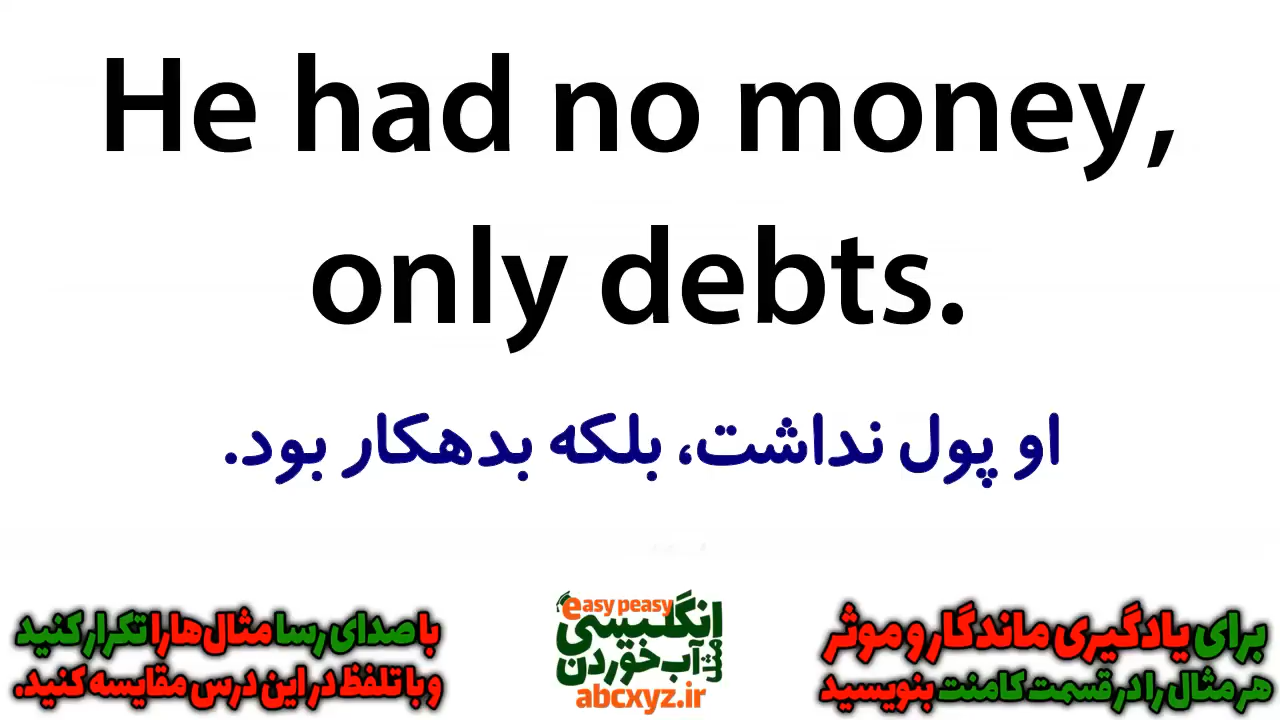 He had no money,
only debts.
او پول نداشت، بلکه بدهکار بود.
برای یادگیری ماندگار و موثر
هر مثال را در قسمت کامنت بنویسید
easy peasy
انگلیسی
مثل آب خوردن
abcxyz.ir
با صدای رسا مثال‌ها را تکرار کنید
و با تلفظ در این درس مقایسه کنید.